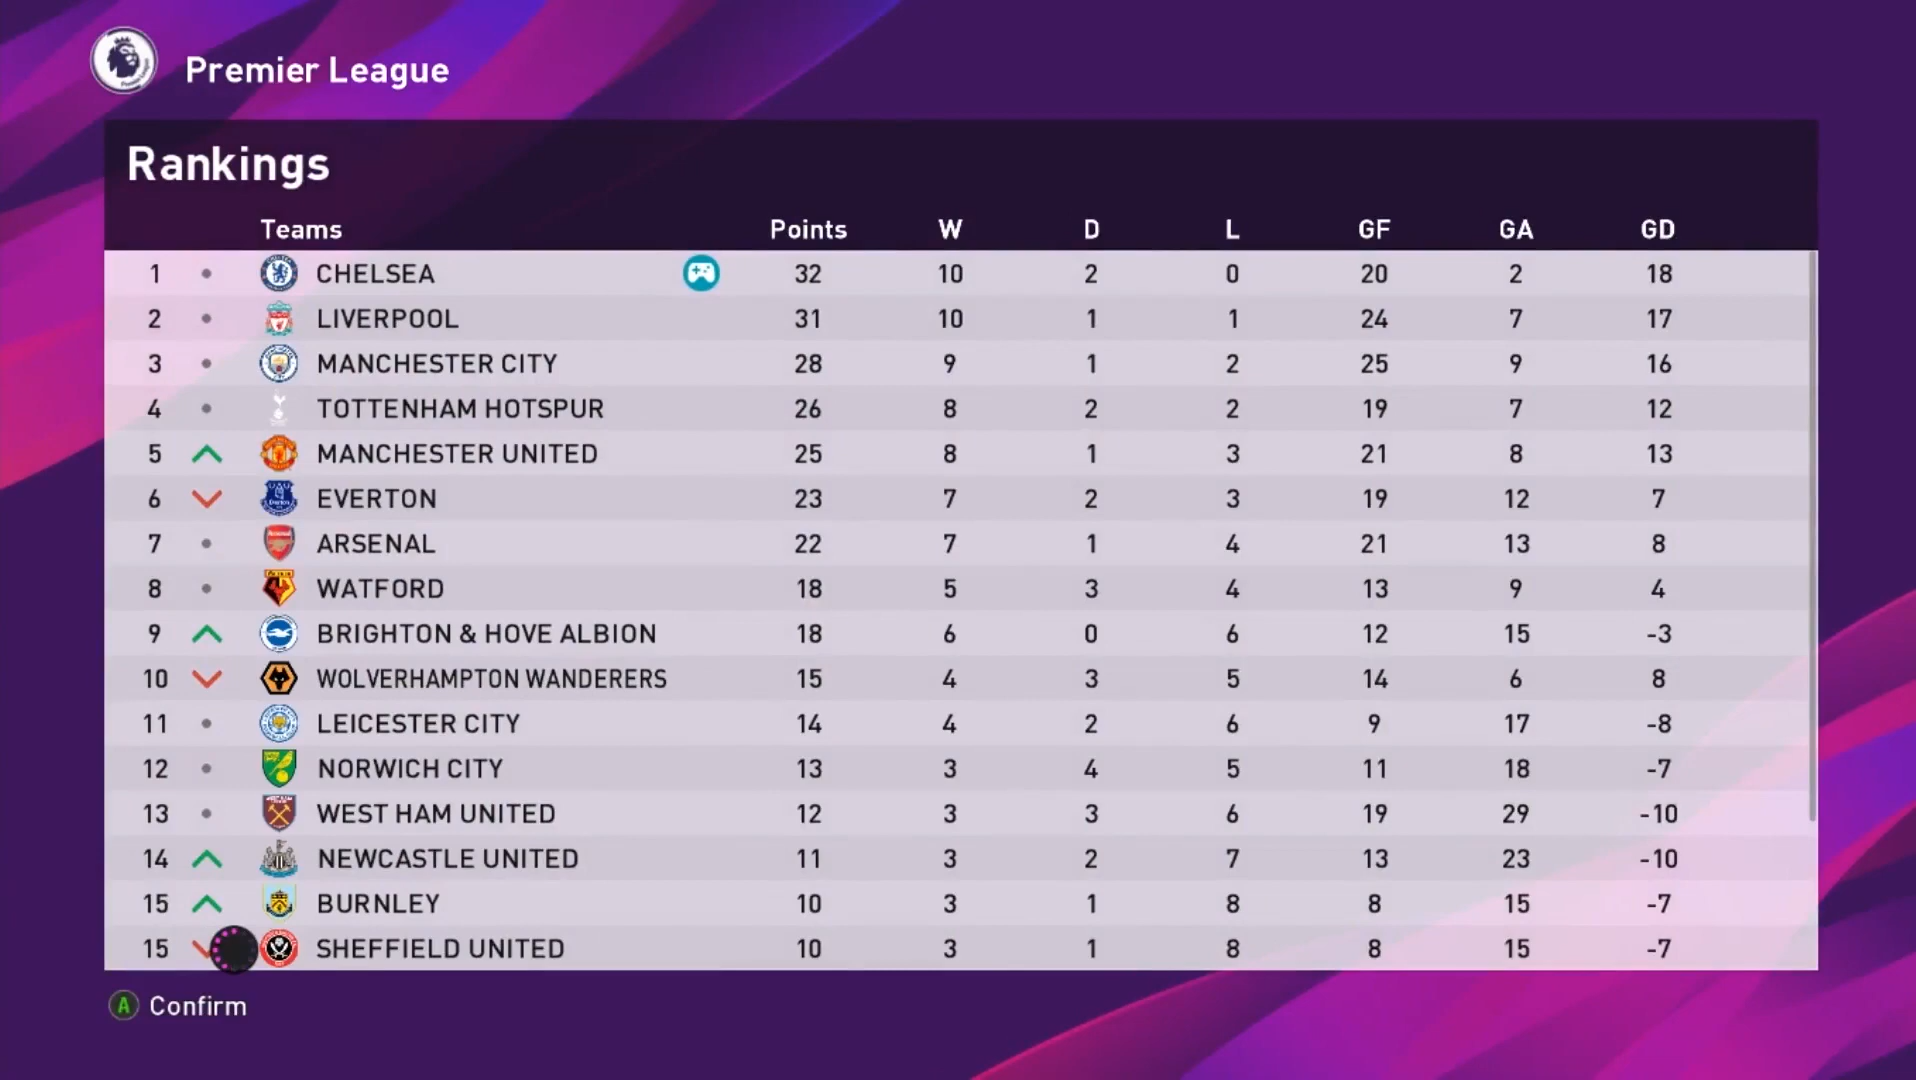 Premier League
Rankings
Teams Points W D L GF GA GD
1 CHELSEA 32 10 2 0 20 2 18
2 LIVERPOOL 31 10 1 1 24 7 17
3 MANCHESTER CITY 28 9 1 2 25 9 16
4 TOTTENHAM HOTSPUR 26 8 2 2 19 7 12
5 MANCHESTER UNITED 25 8 1 3 21 8 13
6 EVERTON 23 7 2 3 19 12 7
7 ARSENAL 22 7 1 4 21 13 8
8 WATFORD 18 5 3 4 13 9 4
9 BRIGHTON & HOVE ALBION 18 6 0 6 12 15 -3
10 WOLVERHAMPTON WANDERERS 15 4 3 5 14 6 8
11 LEICESTER CITY 14 4 2 6 9 17 -8
12 NORWICH CITY 13 3 4 5 11 18 -7
13 WEST HAM UNITED 12 3 3 6 19 29 -10
14 NEWCASTLE UNITED 11 3 2 7 13 23 -10
15 BURNLEY 10 3 1 8 8 15 -7
15 SHEFFIELD UNITED 10 3 1 8 8 15 -7
A Confirm